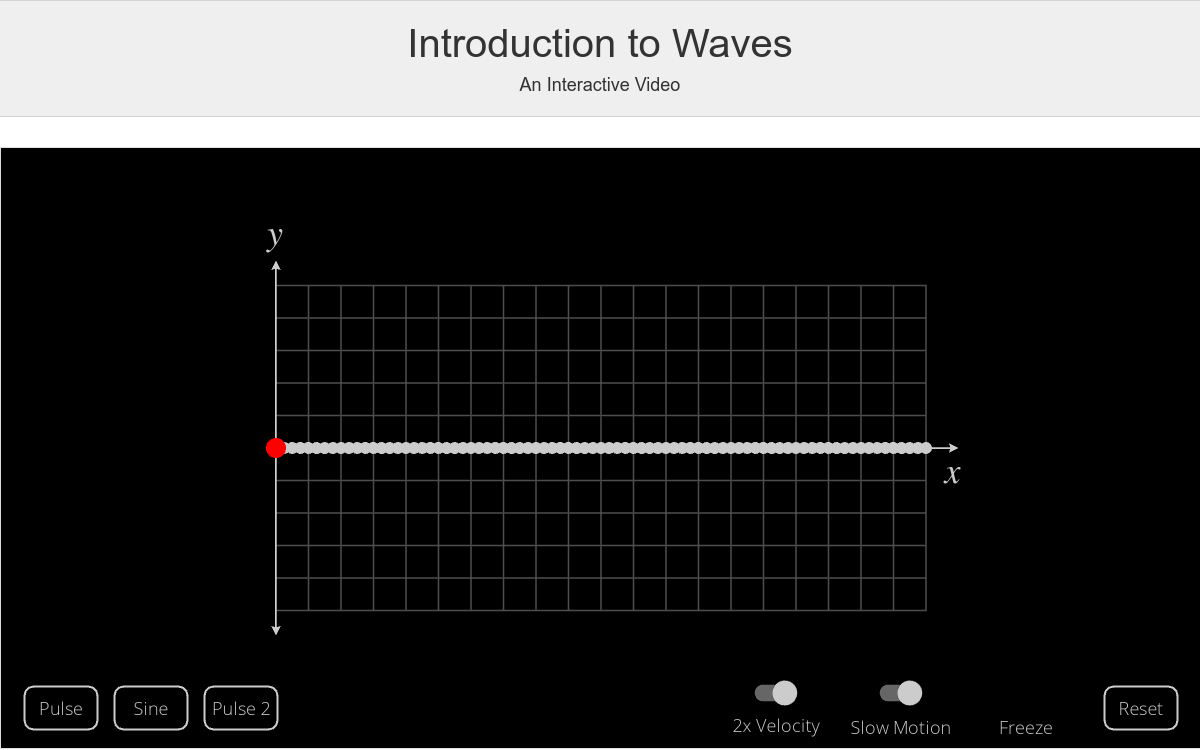 Introduction to Waves
An Interactive Video
y
x
Pulse
Sine
Pulse 2
2x Velocity
Slow Motion
Freeze
Reset